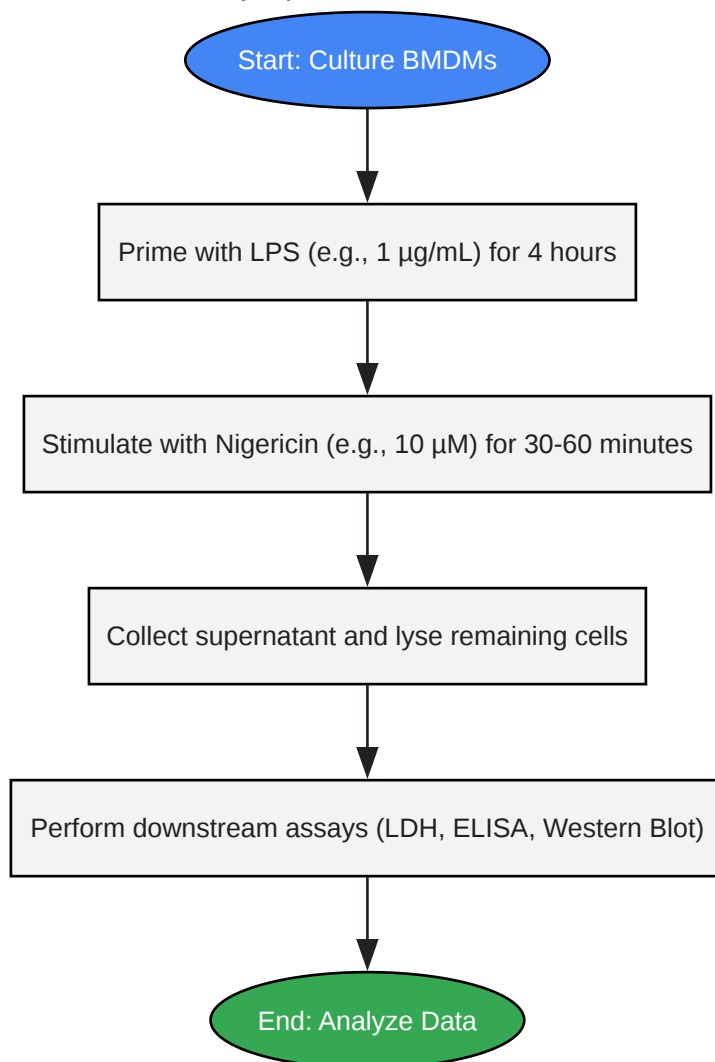 Start: Culture BMDMs
Prime with LPS (e.g., 1 µg/mL) for 4 hours
Stimulate with Nigericin (e.g., 10 µM) for 30-60 minutes
Collect supernatant and lyse remaining cells
Perform downstream assays (LDH, ELISA, Western Blot)
End: Analyze Data